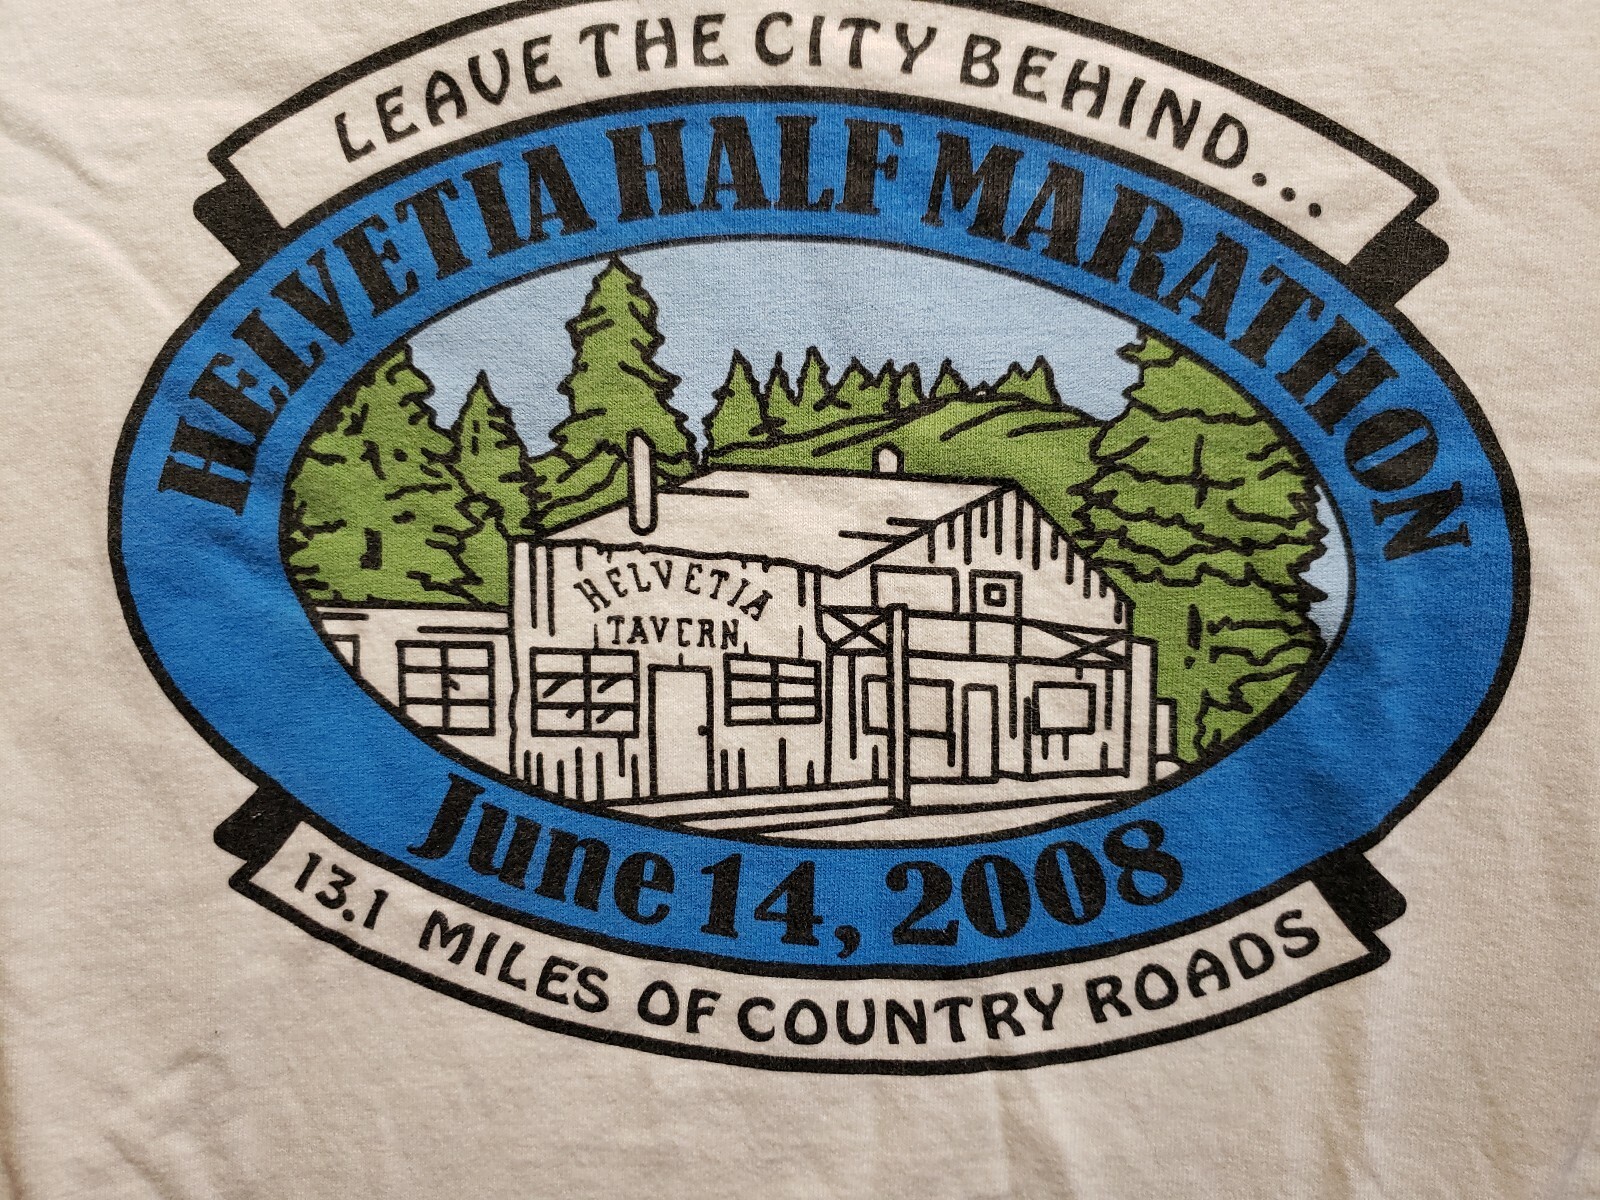 LEAVE THE CITY BEHIND...
HELVETIA HALF MARATHON
HELVETIA
TAVERN
June 14, 2008
13.1 MILES OF COUNTRY ROADS